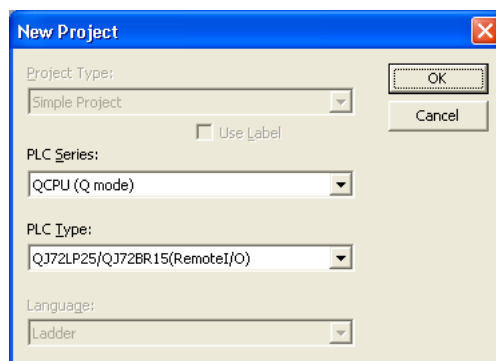 New Project
Project Type:
Simple Project
Use Label
PLC Series:
QCPU (Q mode)
PLC Type:
QJ72LP25/QJ72BR15(RemoteI/O)
Language:
Ladder
OK
Cancel